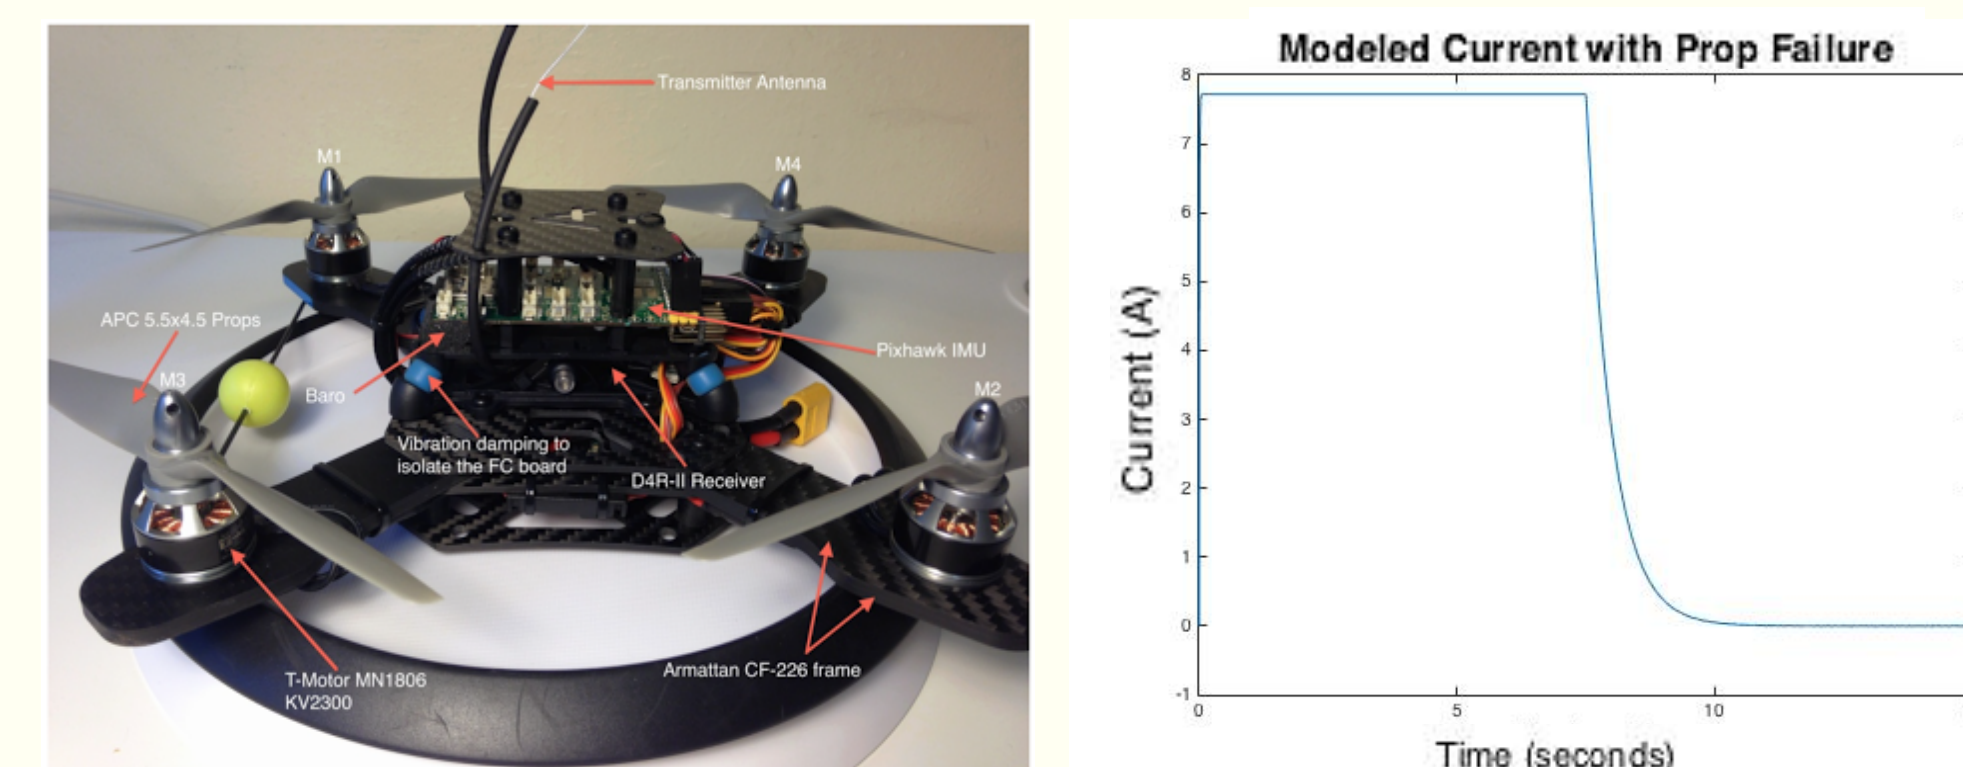 Transmitter Antenna
M1
M4
APC 5.5x4.5 Props
Pixhawk IMU
M3
Baro
M2
Vibration damping to
isolate the FC board
D4R-II Receiver
Armattan CF-226 frame
T-Motor MN1806
KV2300
Modeled Current with Prop Failure
8
7
6
5
4
3
2
1
0
-1
Current (A)
0 5 10
Time (seconds)